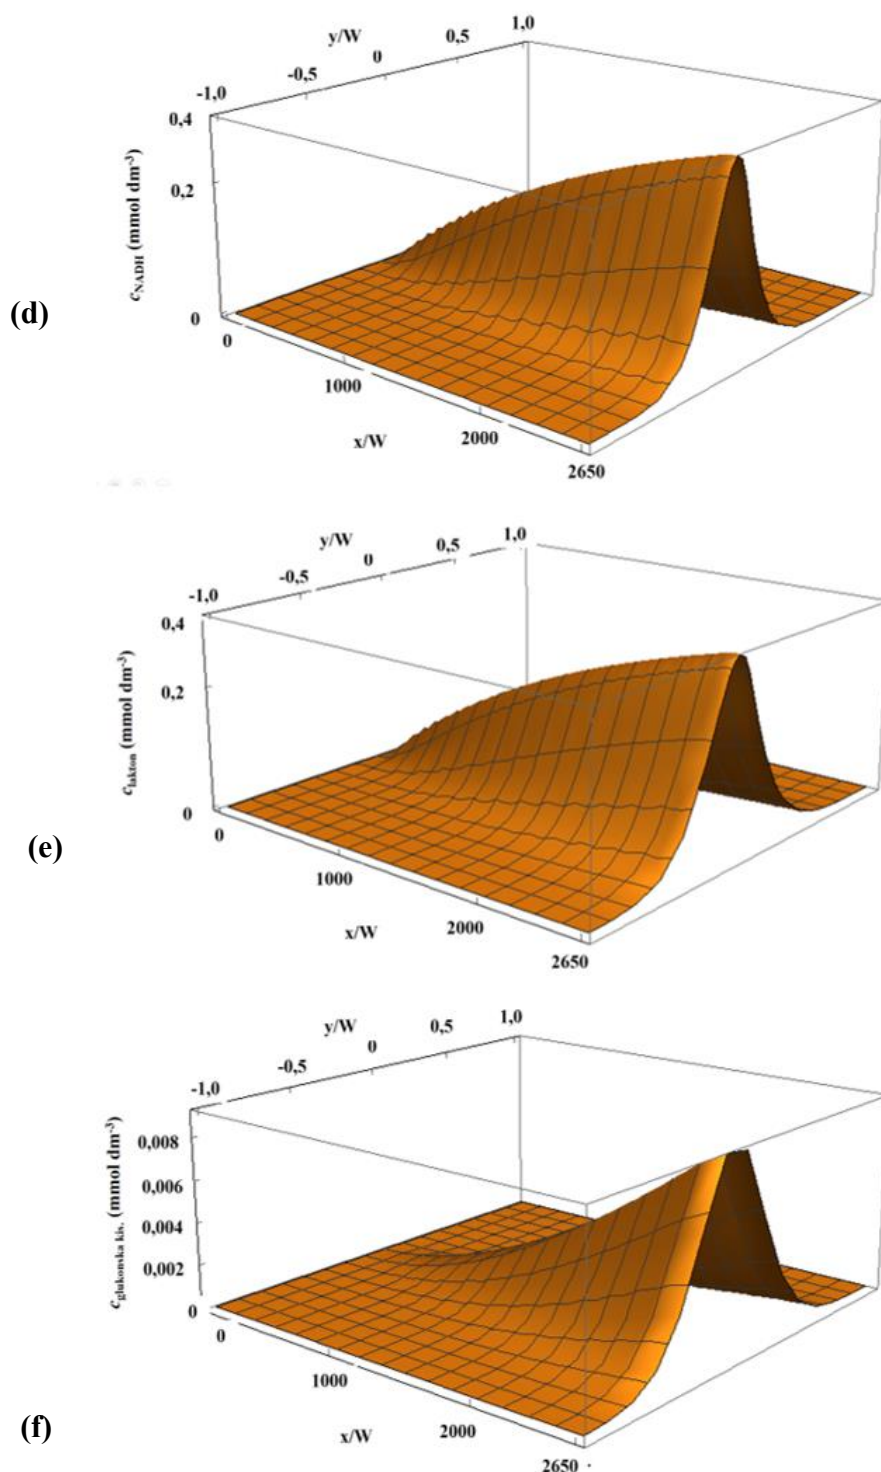 y/W
-1,0 -0,5 0 0,5 1,0
0,4
0,2
0
c_NADH (mmol dm⁻³)
(d)
0 1000 2000 2650
x/W
y/W
-1,0 -0,5 0 0,5 1,0
0,4
0,2
0
c_lakton (mmol dm⁻³)
(e)
0 1000 2000 2650
x/W
y/W
-1,0 -0,5 0 0,5 1,0
0,008
0,006
0,004
0,002
0
c_glukonska kis. (mmol dm⁻³)
(f)
0 1000 2000 2650
x/W